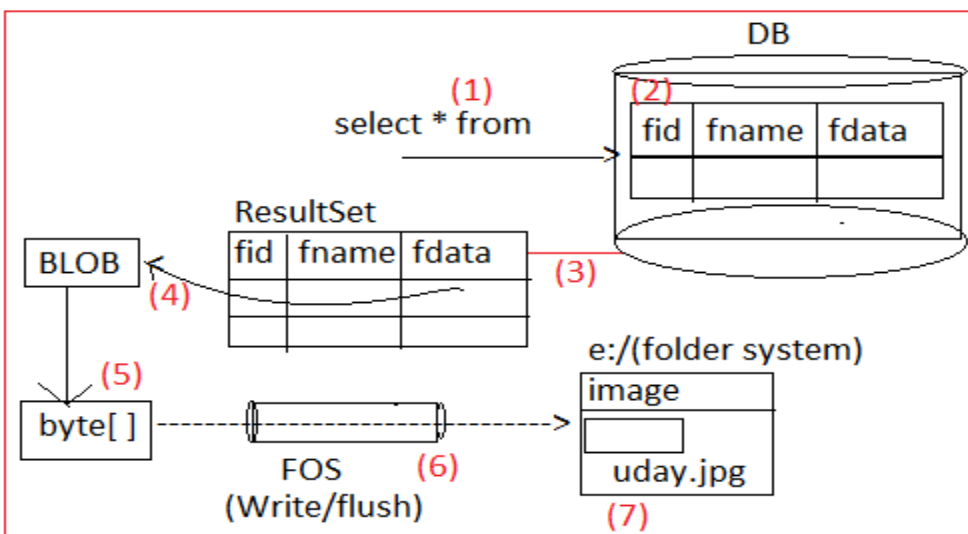 DB
(1)
select * from
(2)
fid fname fdata
ResultSet
fid fname fdata
(3)
BLOB
(4)
(5)
byte[ ]
FOS
(6)
(Write/flush)
e:/(folder system)
image
uday.jpg
(7)